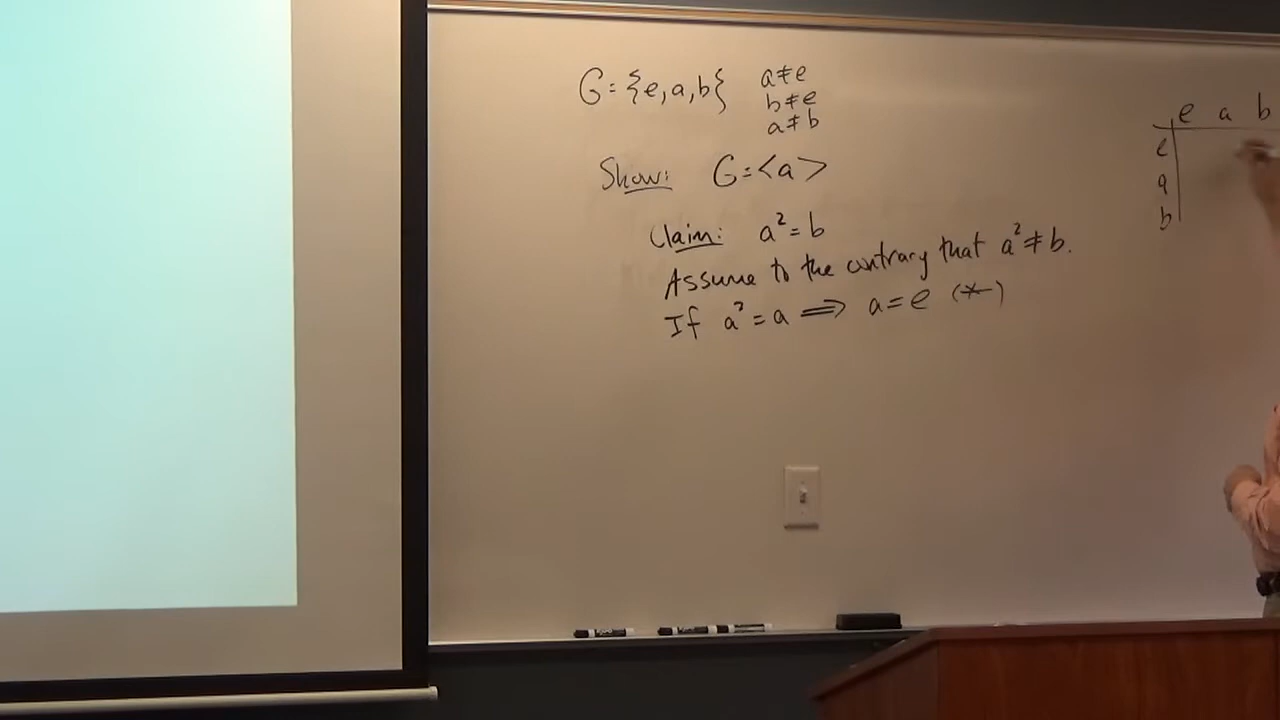 G = {e, a, b} a ≠ e
b ≠ e
a ≠ b
Show: G = <a>
Claim: a² = b
Assume to the contrary that a² ≠ b.
If a² = a ⟹ a = e (*)
e a b
e
a
b